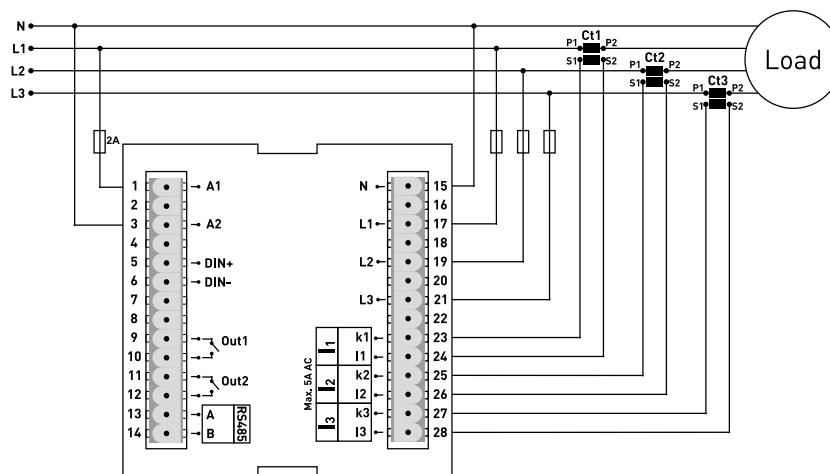 N
L1
L2
L3
Ct1
P1 P2
S1 S2
Ct2
P1 P2
S1 S2
Ct3
P1 P2
S1 S2
Load
2A
1 A1
2
3 A2
4
5 DIN+
6 DIN-
7
8
9
10
Out1
11
12
Out2
13 A
14 B
RS485
N 15
16
L1 17
18
L2 19
20
L3 21
22
Max. 5A AC
I1
k1 23
l1 24
I2
k2 25
l2 26
I3
k3 27
l3 28